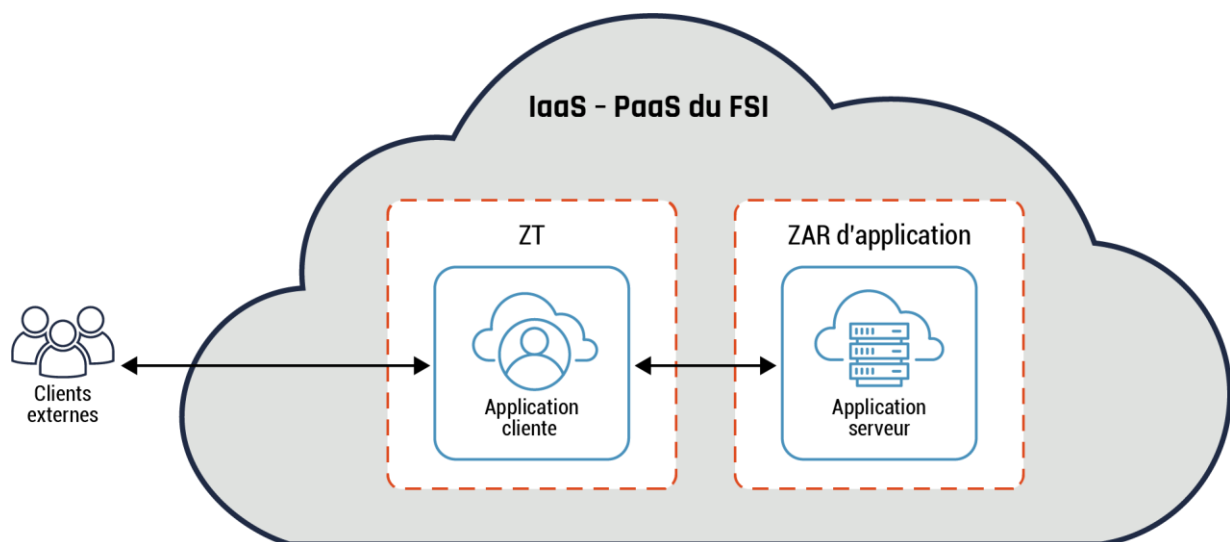 IaaS – PaaS du FSI
ZT
ZAR d'application
Clients
externes
Application
cliente
Application
serveur